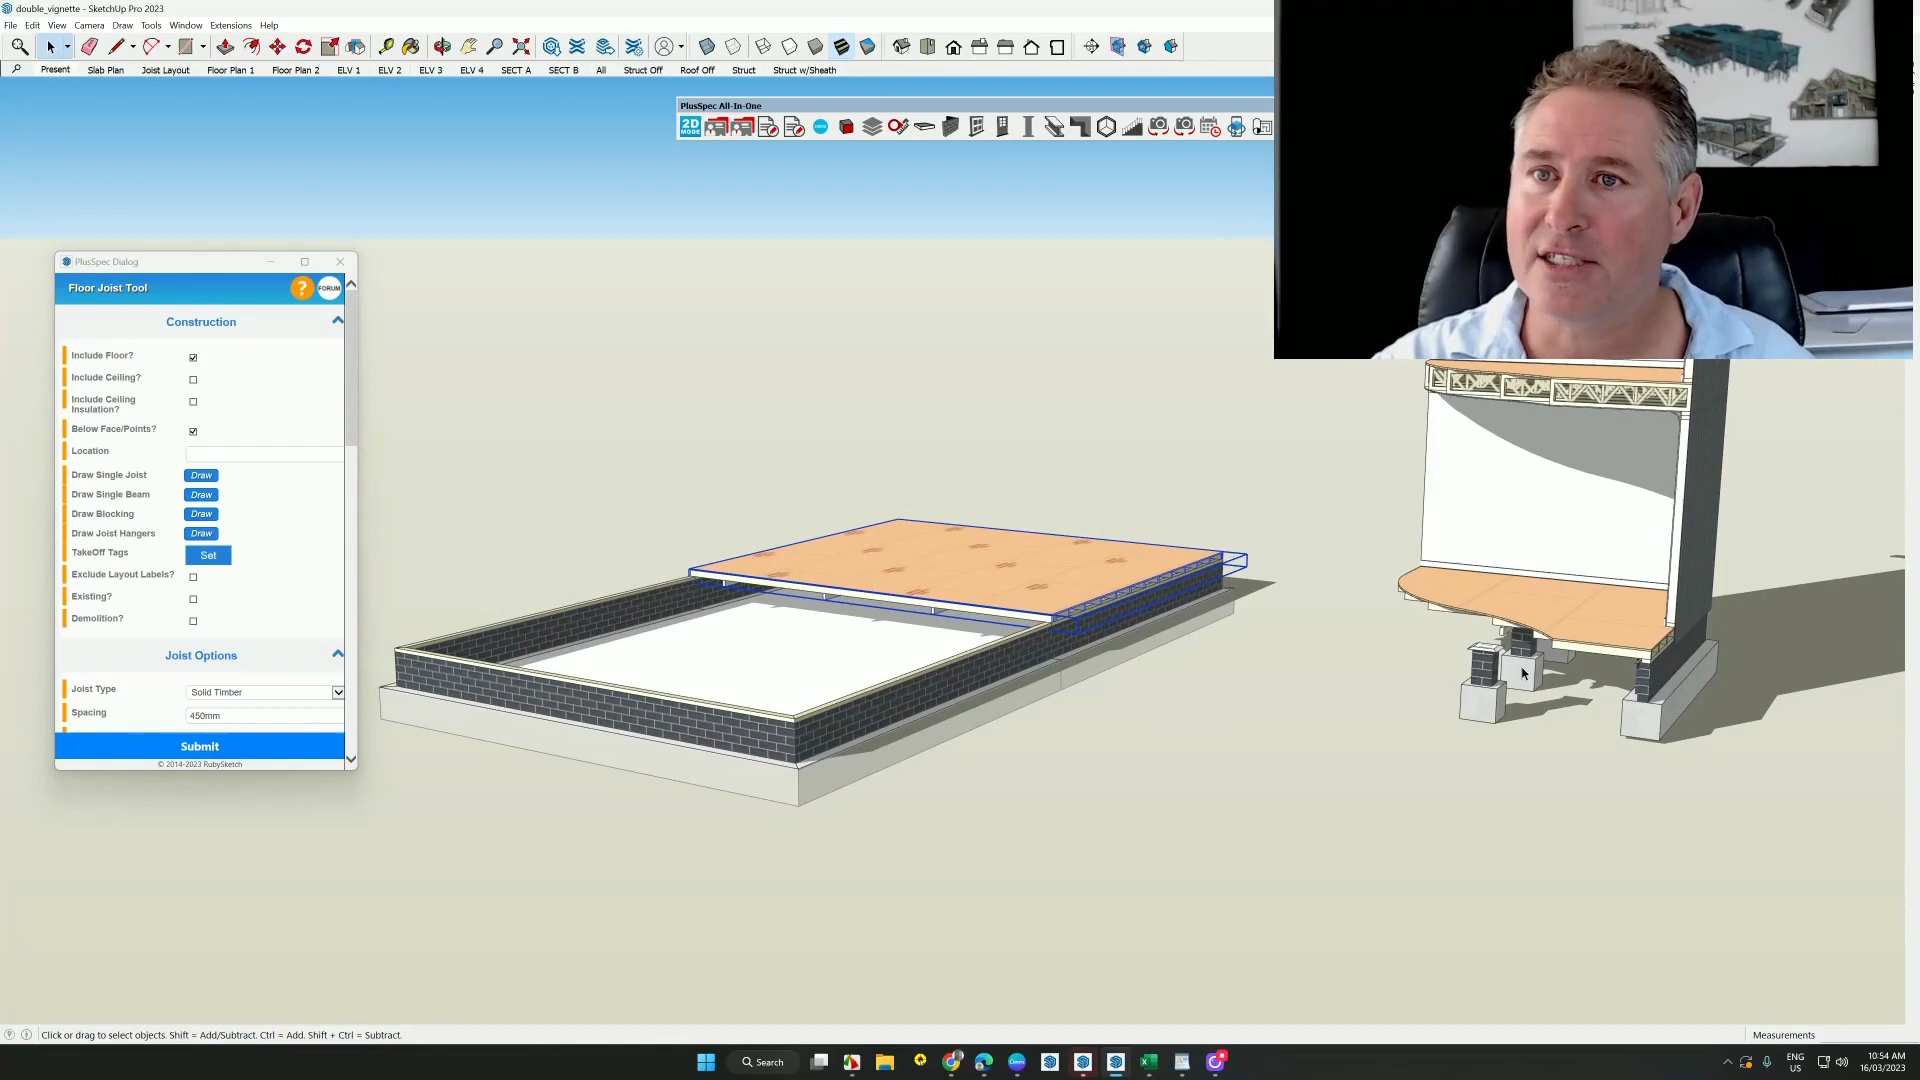 double_vignette - SketchUp Pro 2023
File Edit View Camera Draw Tools Window Extensions Help
Present Slab Plan Joist Layout Floor Plan 1 Floor Plan 2 ELV 1 ELV 2 ELV 3 ELV 4 SECT A SECT B All Struct Off Roof Off Struct Struct w/Sheath
PlusSpec All-In-One
2D MODE
PlusSpec Dialog
Floor Joist Tool
?
FORUM
Construction
Include Floor?
Include Ceiling?
Include Ceiling
Insulation?
Below Face/Points?
Location
Draw Single Joist Draw
Draw Single Beam Draw
Draw Blocking Draw
Draw Joist Hangers Draw
TakeOff Tags Set
Exclude Layout Labels?
Existing?
Demolition?
Joist Options
Joist Type Solid Timber
Spacing 450mm
Submit
© 2014-2023 RubySketch
Click or drag to select objects. Shift = Add/Subtract. Ctrl = Add. Shift + Ctrl = Subtract.
Measurements
Search
ENG
US
10:54 AM
16/03/2023